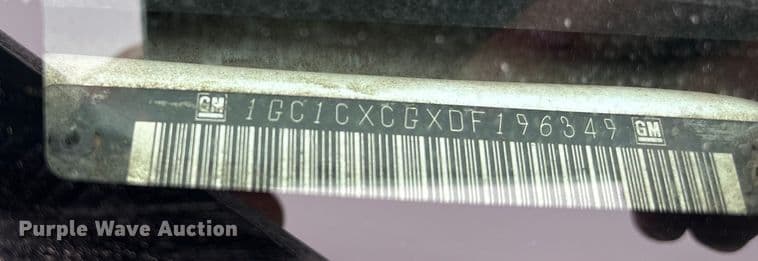 GM 1GC1CXCGXDF196349 GM
Purple Wave Auction